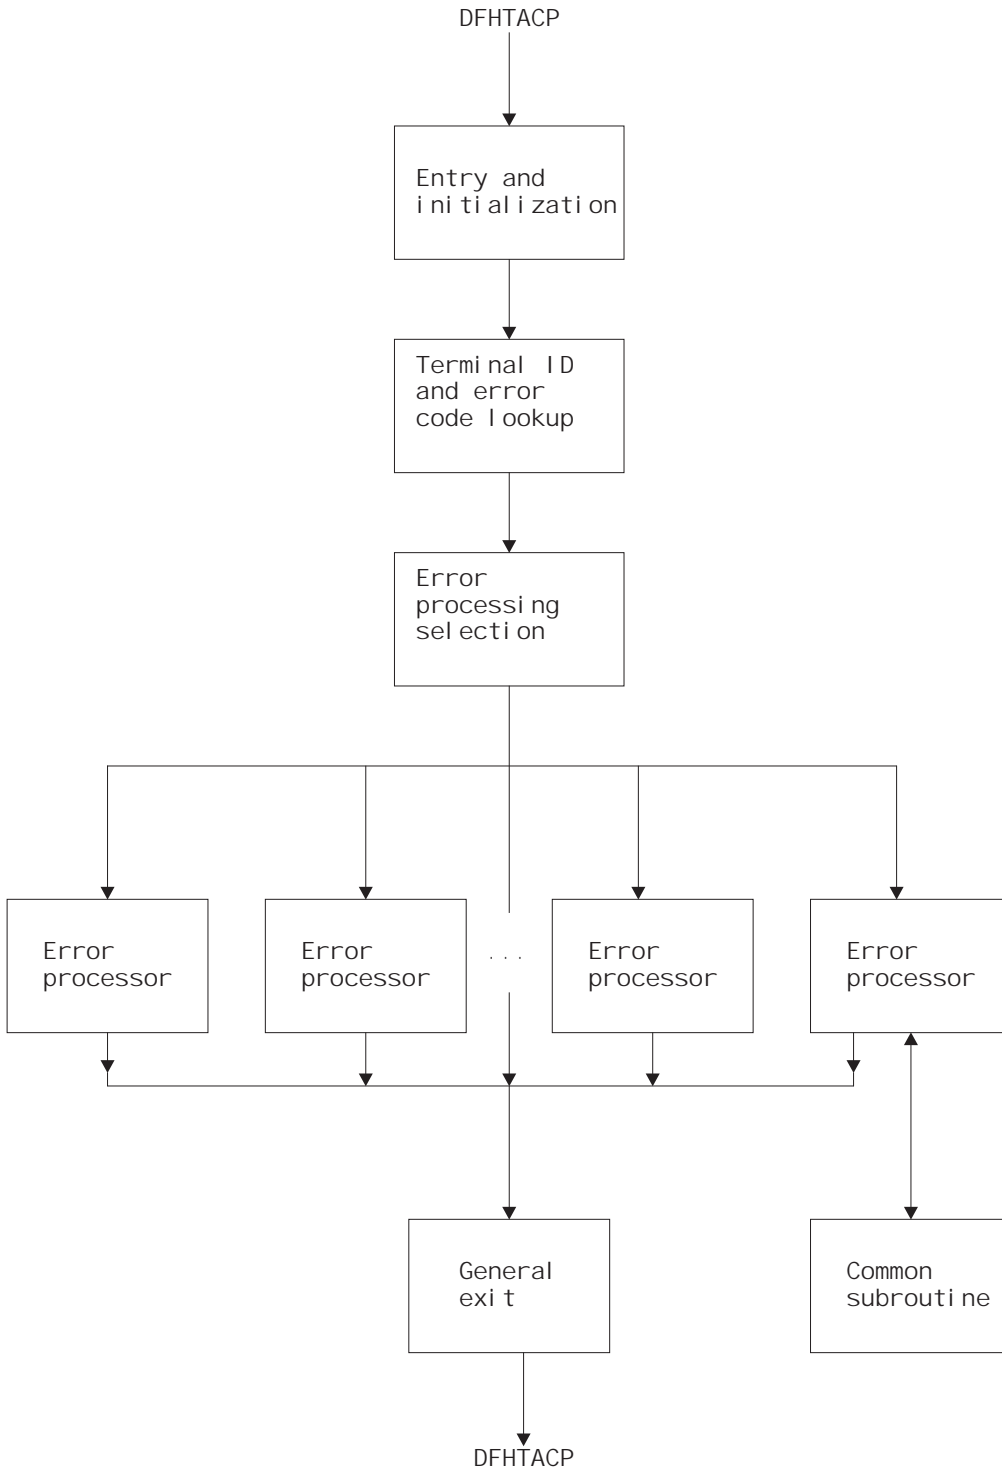 DFHTACP
Entry and
initialization
Terminal ID
and error
code lookup
Error
processing
selection
Error
processor
Error
processor
...
Error
processor
Error
processor
General
exit
Common
subroutine
DFHTACP